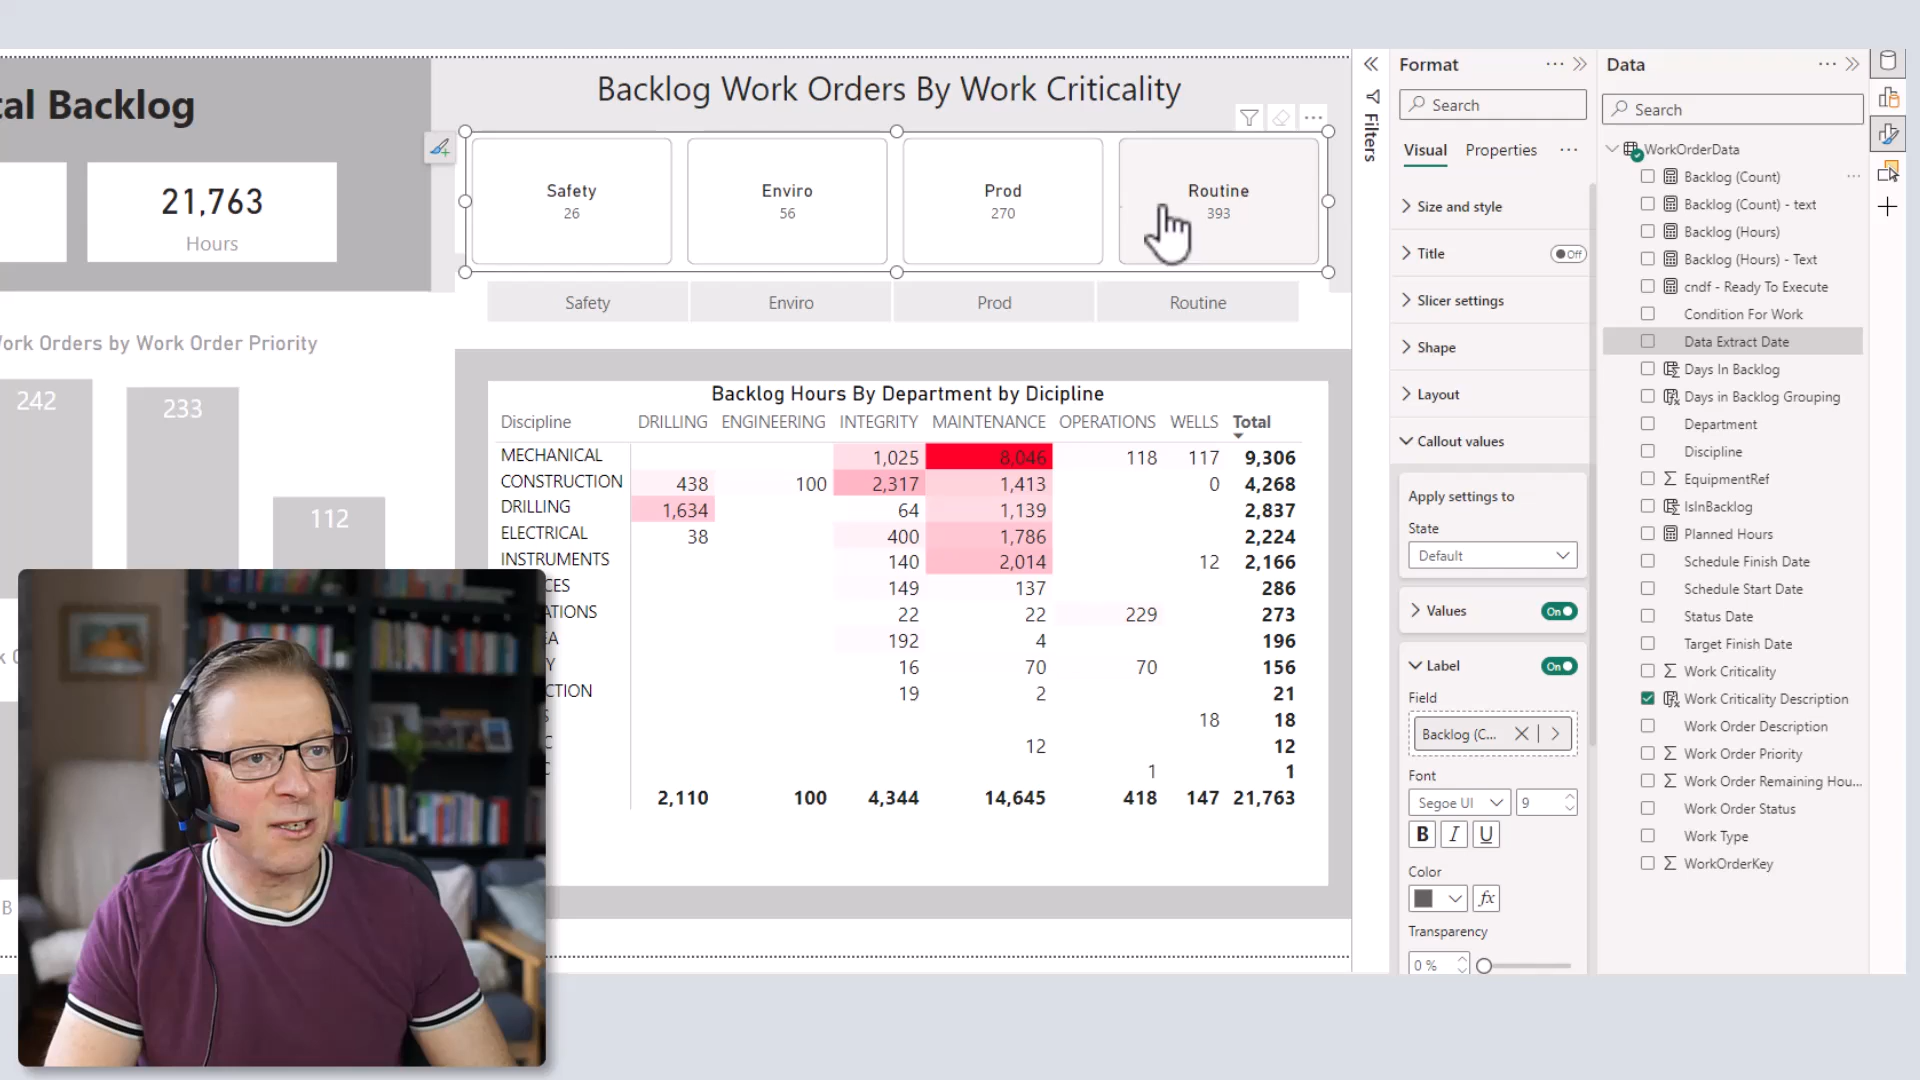 tal Backlog
21,763
Hours
Work Orders by Work Order Priority
242
233
112
B
Backlog Work Orders By Work Criticality
Safety
26
Enviro
56
Prod
270
Routine
393
Safety Enviro Prod Routine
Backlog Hours By Department by Dicipline
Discipline DRILLING ENGINEERING INTEGRITY MAINTENANCE OPERATIONS WELLS Total
MECHANICAL 1,025 8,046 118 117 9,306
CONSTRUCTION 438 100 2,317 1,413 0 4,268
DRILLING 1,634 64 1,139 2,837
ELECTRICAL 38 400 1,786 2,224
INSTRUMENTS 140 2,014 12 2,166
CES 149 137 286
ATIONS 22 22 229 273
EA 192 4 196
Y 16 70 70 156
CTION 19 2 21
S 18 18
C 12 12
C 1 1
2,110 100 4,344 14,645 418 147 21,763
Filters
Format
Search
Visual Properties
Size and style
Title Off
Slicer settings
Shape
Layout
Callout values
Apply settings to
State
Default
Values On
Label On
Field
Backlog (C...
Font
Segoe UI 9
B I U
Color
fx
Transparency
0 %
Data
Search
WorkOrderData
Backlog (Count)
Backlog (Count) - text
Backlog (Hours)
Backlog (Hours) - Text
cndf - Ready To Execute
Condition For Work
Data Extract Date
Days In Backlog
Days in Backlog Grouping
Department
Discipline
EquipmentRef
IsInBacklog
Planned Hours
Schedule Finish Date
Schedule Start Date
Status Date
Target Finish Date
Work Criticality
Work Criticality Description
Work Order Description
Work Order Priority
Work Order Remaining Hou...
Work Order Status
Work Type
WorkOrderKey